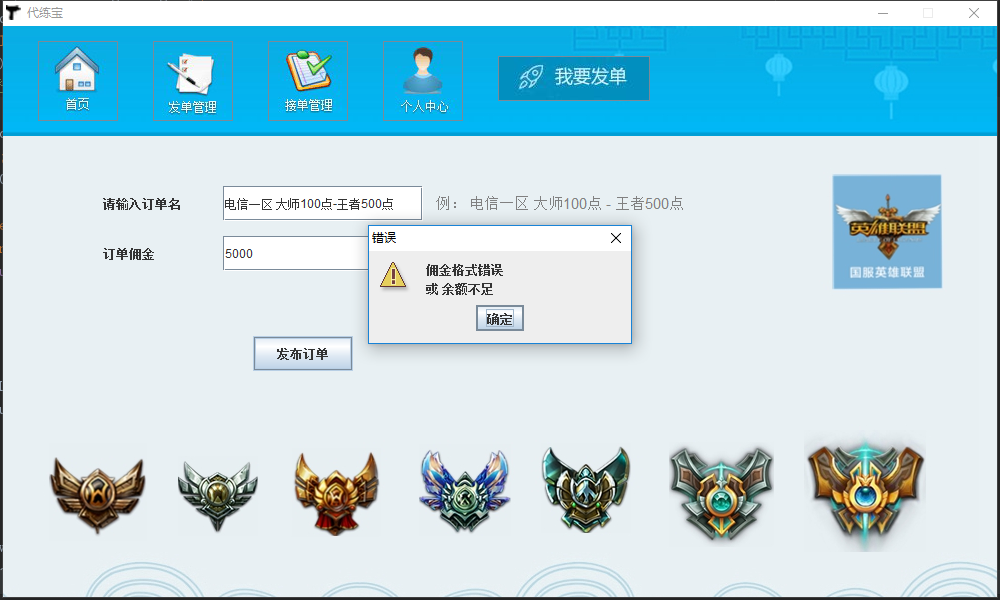 代练宝
首页
发单管理
接单管理
个人中心
我要发单
请输入订单名
电信一区 大师100点-王者500点
例： 电信一区 大师100点 - 王者500点
订单佣金
5000
错误
佣金格式错误
或 余额不足
确定
发布订单
英雄联盟
国服英雄联盟